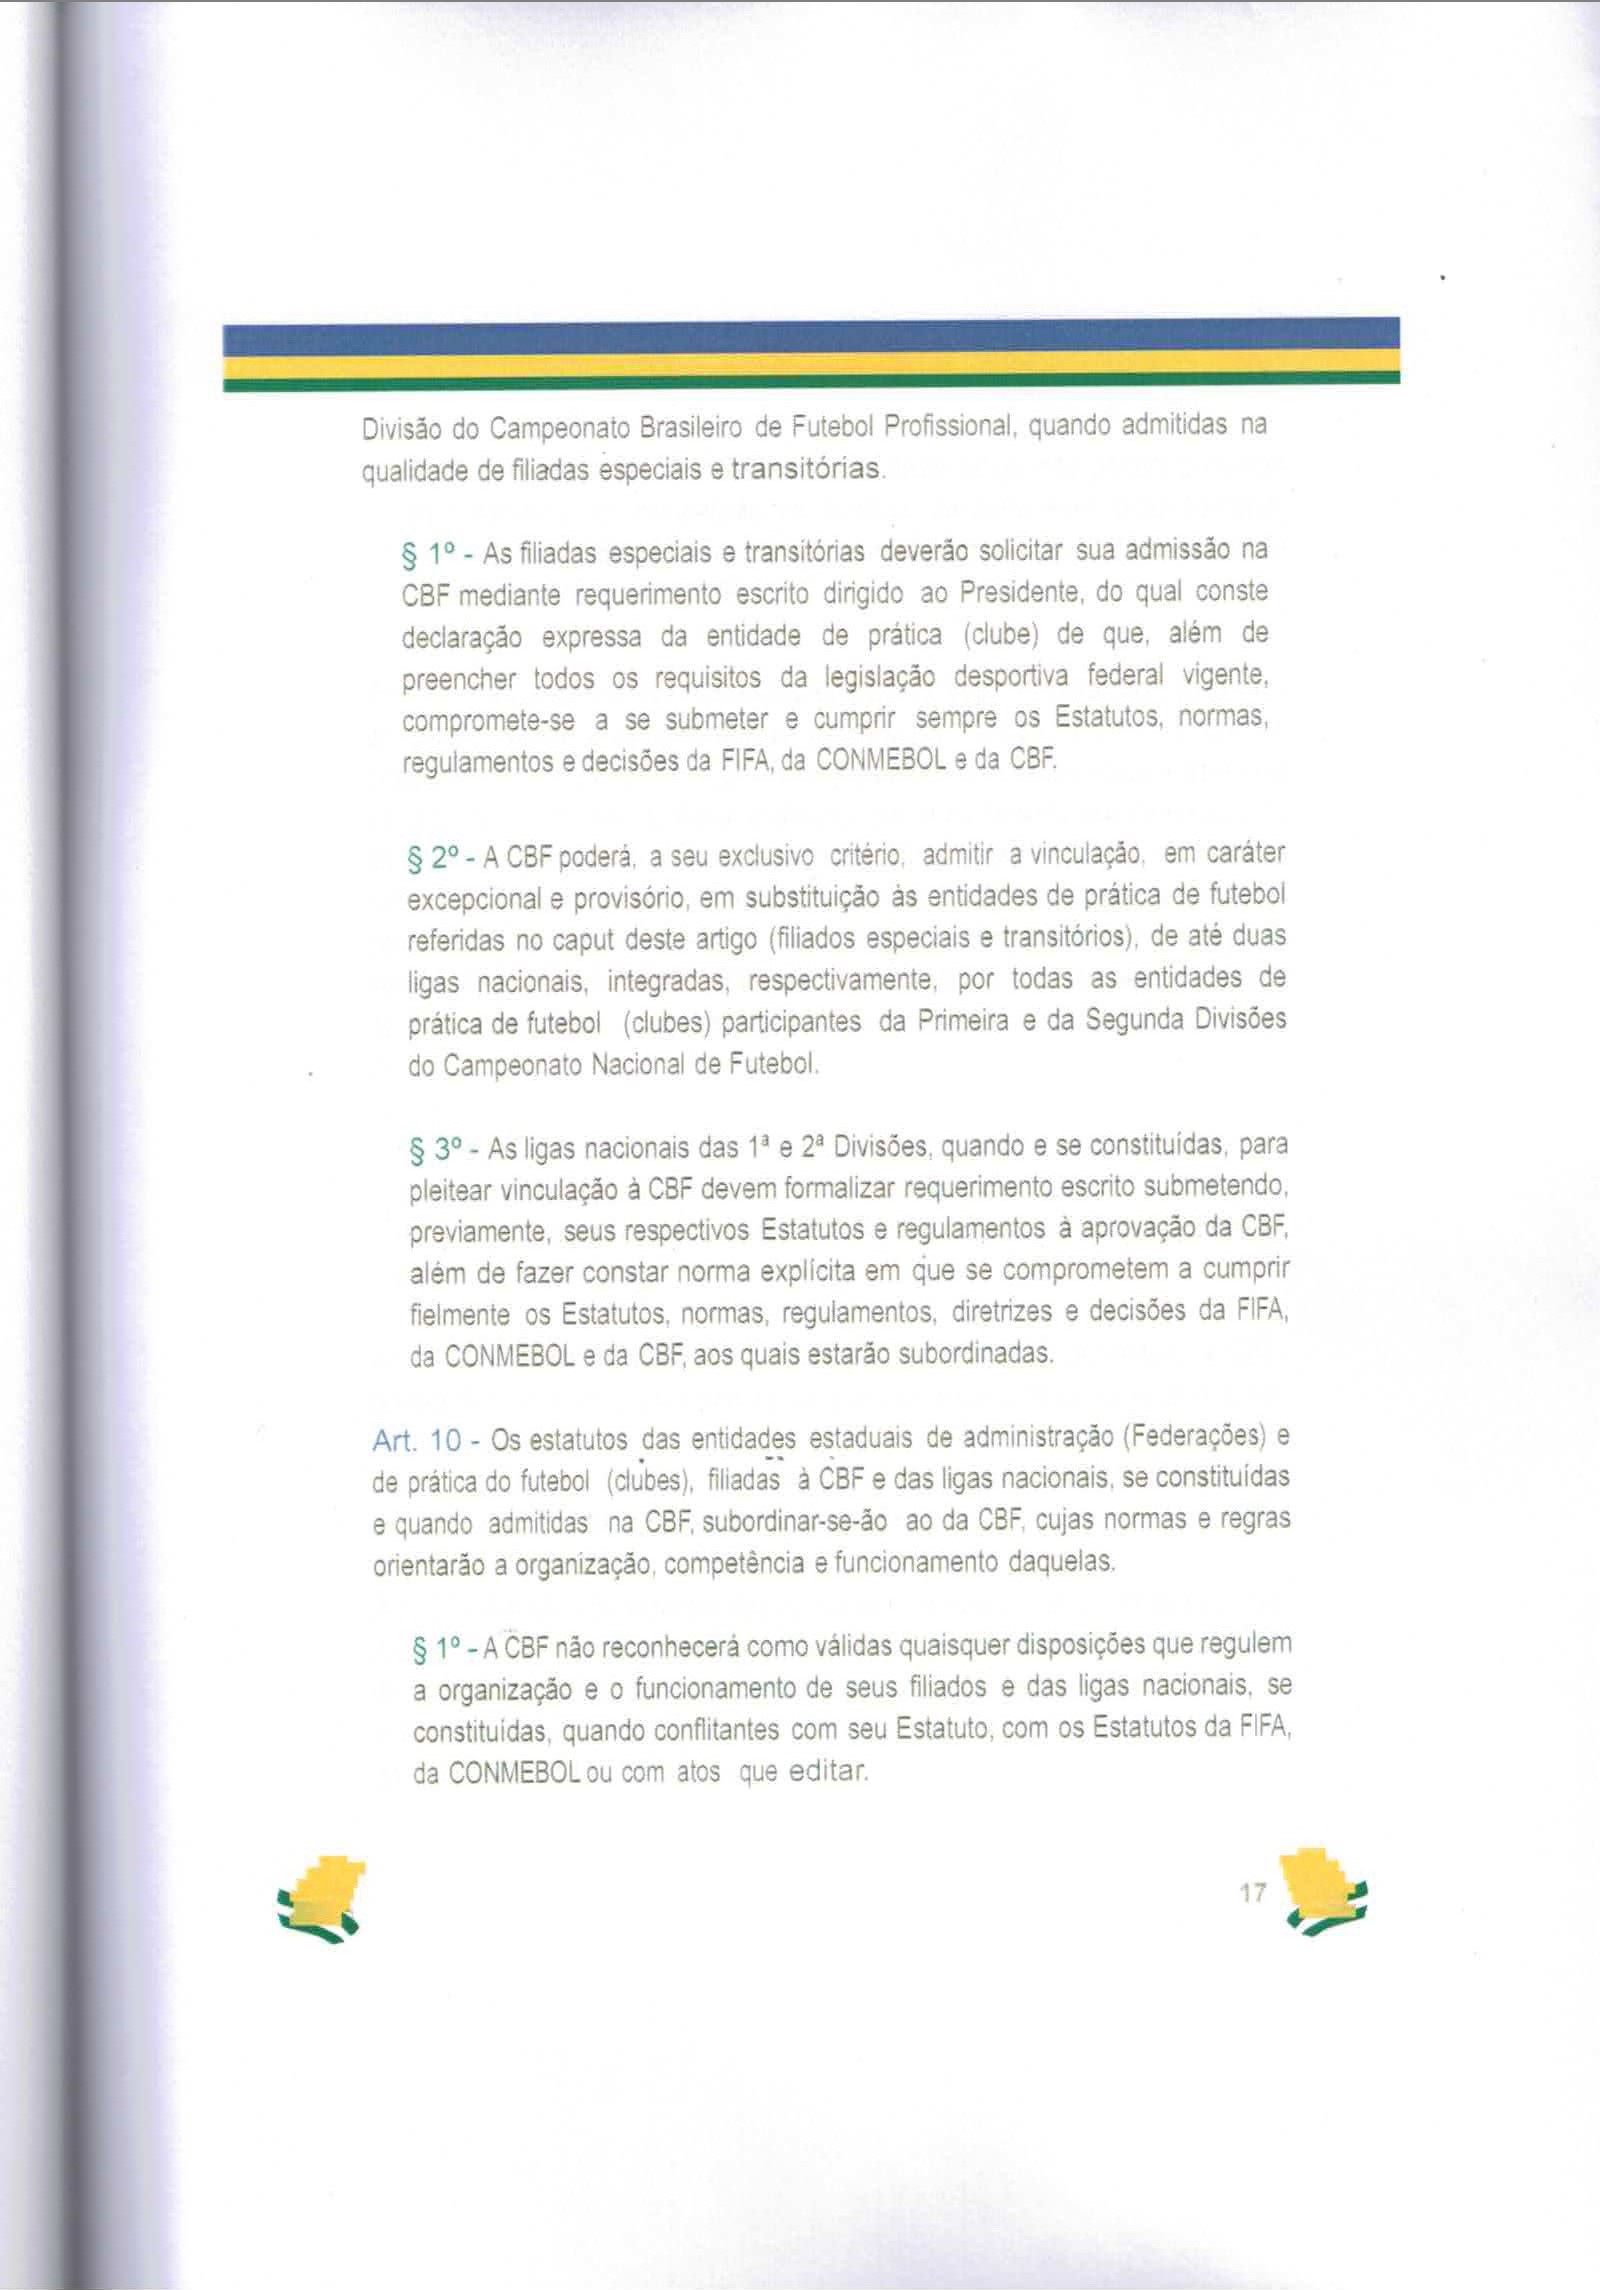 Divisão do Campeonato Brasileiro de Futebol Profissional, quando admitidas na
qualidade de filiadas especiais e transitórias.
§ 1º - As filiadas especiais e transitórias deverão solicitar sua admissão na
CBF mediante requerimento escrito dirigido ao Presidente, do qual conste
declaração expressa da entidade de prática (clube) de que, além de
preencher todos os requisitos da legislação desportiva federal vigente,
compromete-se a se submeter e cumprir sempre os Estatutos, normas,
regulamentos e decisões da FIFA, da CONMEBOL e da CBF.
§ 2º - A CBF poderá, a seu exclusivo critério, admitir a vinculação, em caráter
excepcional e provisório, em substituição às entidades de prática de futebol
referidas no caput deste artigo (filiados especiais e transitórios), de até duas
ligas nacionais, integradas, respectivamente, por todas as entidades de
prática de futebol (clubes) participantes da Primeira e da Segunda Divisões
do Campeonato Nacional de Futebol.
§ 3º - As ligas nacionais das 1ª e 2ª Divisões, quando e se constituídas, para
pleitear vinculação à CBF devem formalizar requerimento escrito submetendo,
previamente, seus respectivos Estatutos e regulamentos à aprovação da CBF,
além de fazer constar norma explícita em que se comprometem a cumprir
fielmente os Estatutos, normas, regulamentos, diretrizes e decisões da FIFA,
da CONMEBOL e da CBF, aos quais estarão subordinadas.
Art. 10 - Os estatutos das entidades estaduais de administração (Federações) e
de prática do futebol (clubes), filiadas à CBF e das ligas nacionais, se constituídas
e quando admitidas na CBF, subordinar-se-ão ao da CBF, cujas normas e regras
orientarão a organização, competência e funcionamento daquelas.
§ 1º - A CBF não reconhecerá como válidas quaisquer disposições que regulem
a organização e o funcionamento de seus filiados e das ligas nacionais, se
constituídas, quando conflitantes com seu Estatuto, com os Estatutos da FIFA,
da CONMEBOL ou com atos que editar.
17